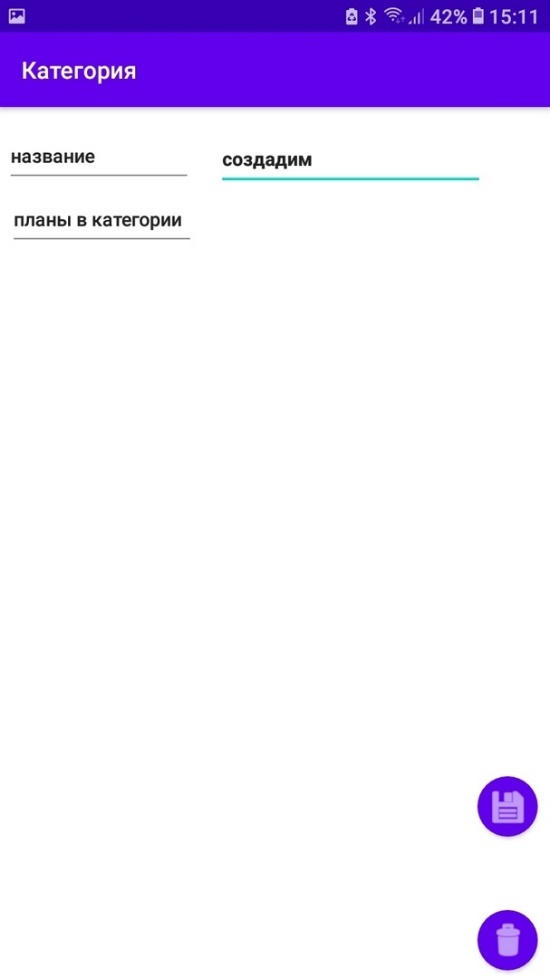 42% 15:11
Категория
название
создадим
планы в категории